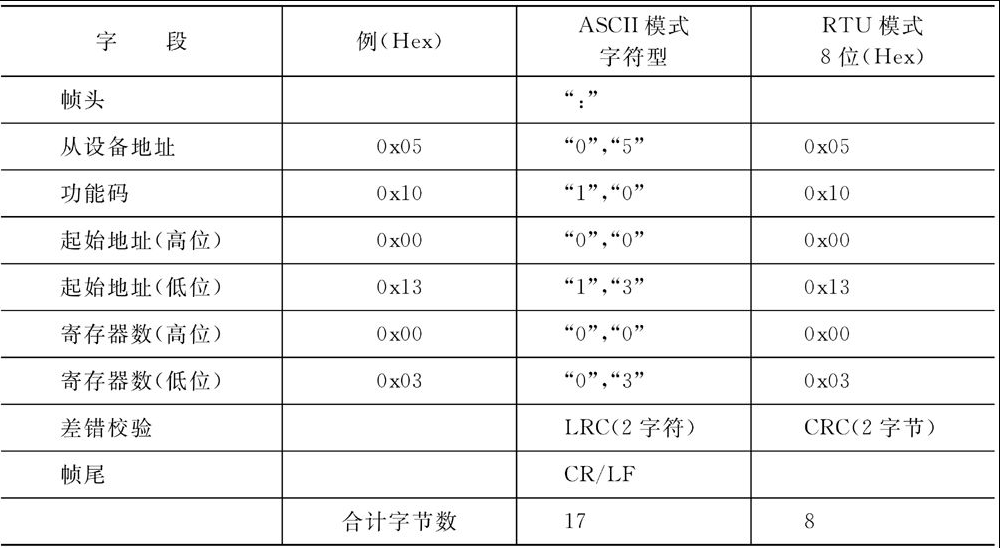 字 段 例(Hex) ASCII 模式 字符型 RTU 模式 8 位(Hex)
帧头 “:”
从设备地址 0x05 “0”,“5” 0x05
功能码 0x10 “1”,“0” 0x10
起始地址(高位) 0x00 “0”,“0” 0x00
起始地址(低位) 0x13 “1”,“3” 0x13
寄存器数(高位) 0x00 “0”,“0” 0x00
寄存器数(低位) 0x03 “0”,“3” 0x03
差错校验 LRC(2 字符) CRC(2 字节)
帧尾 CR/LF
合计字节数 17 8